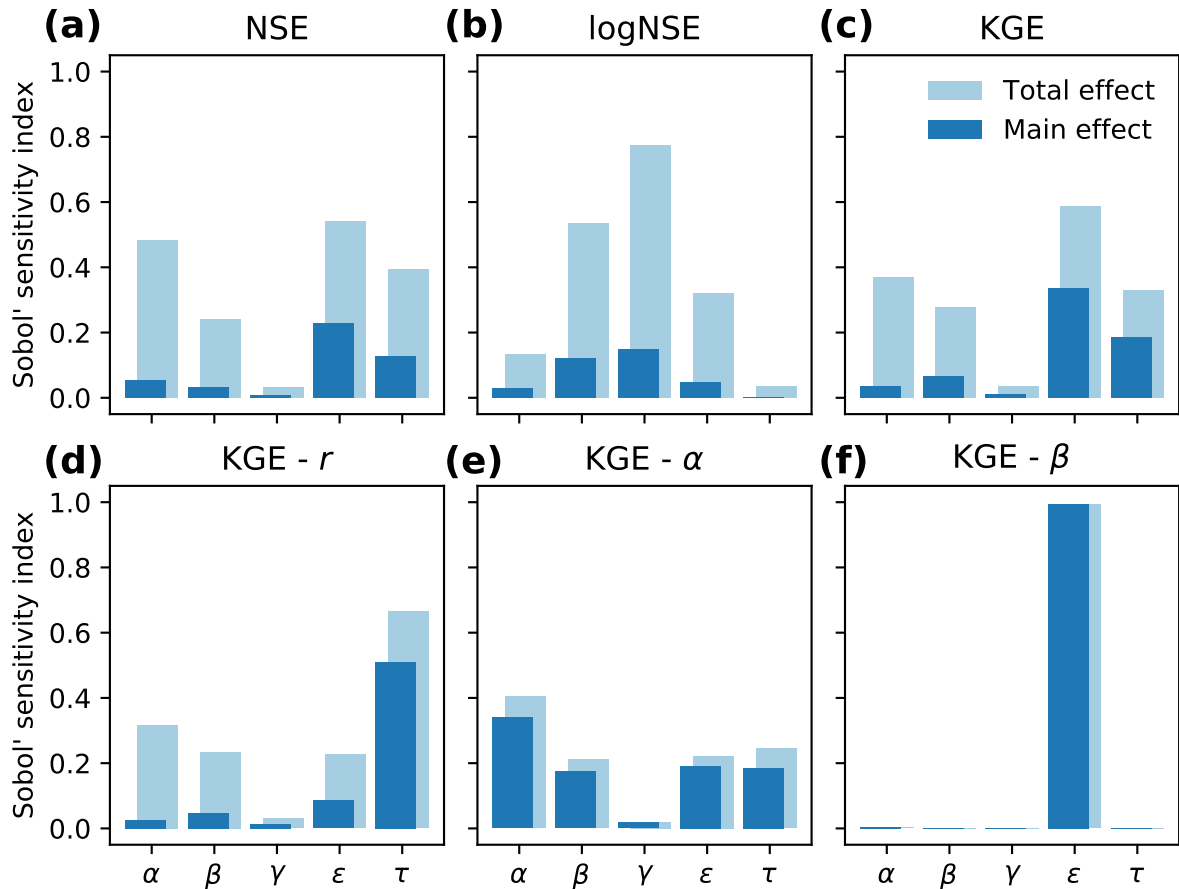 (a) NSE
(b) logNSE
(c) KGE
Sobol' sensitivity index
1.0
0.8
0.6
0.4
0.2
0.0
Total effect
Main effect
(d) KGE - r
(e) KGE - α
(f) KGE - β
Sobol' sensitivity index
1.0
0.8
0.6
0.4
0.2
0.0
α β γ ε τ
α β γ ε τ
α β γ ε τ